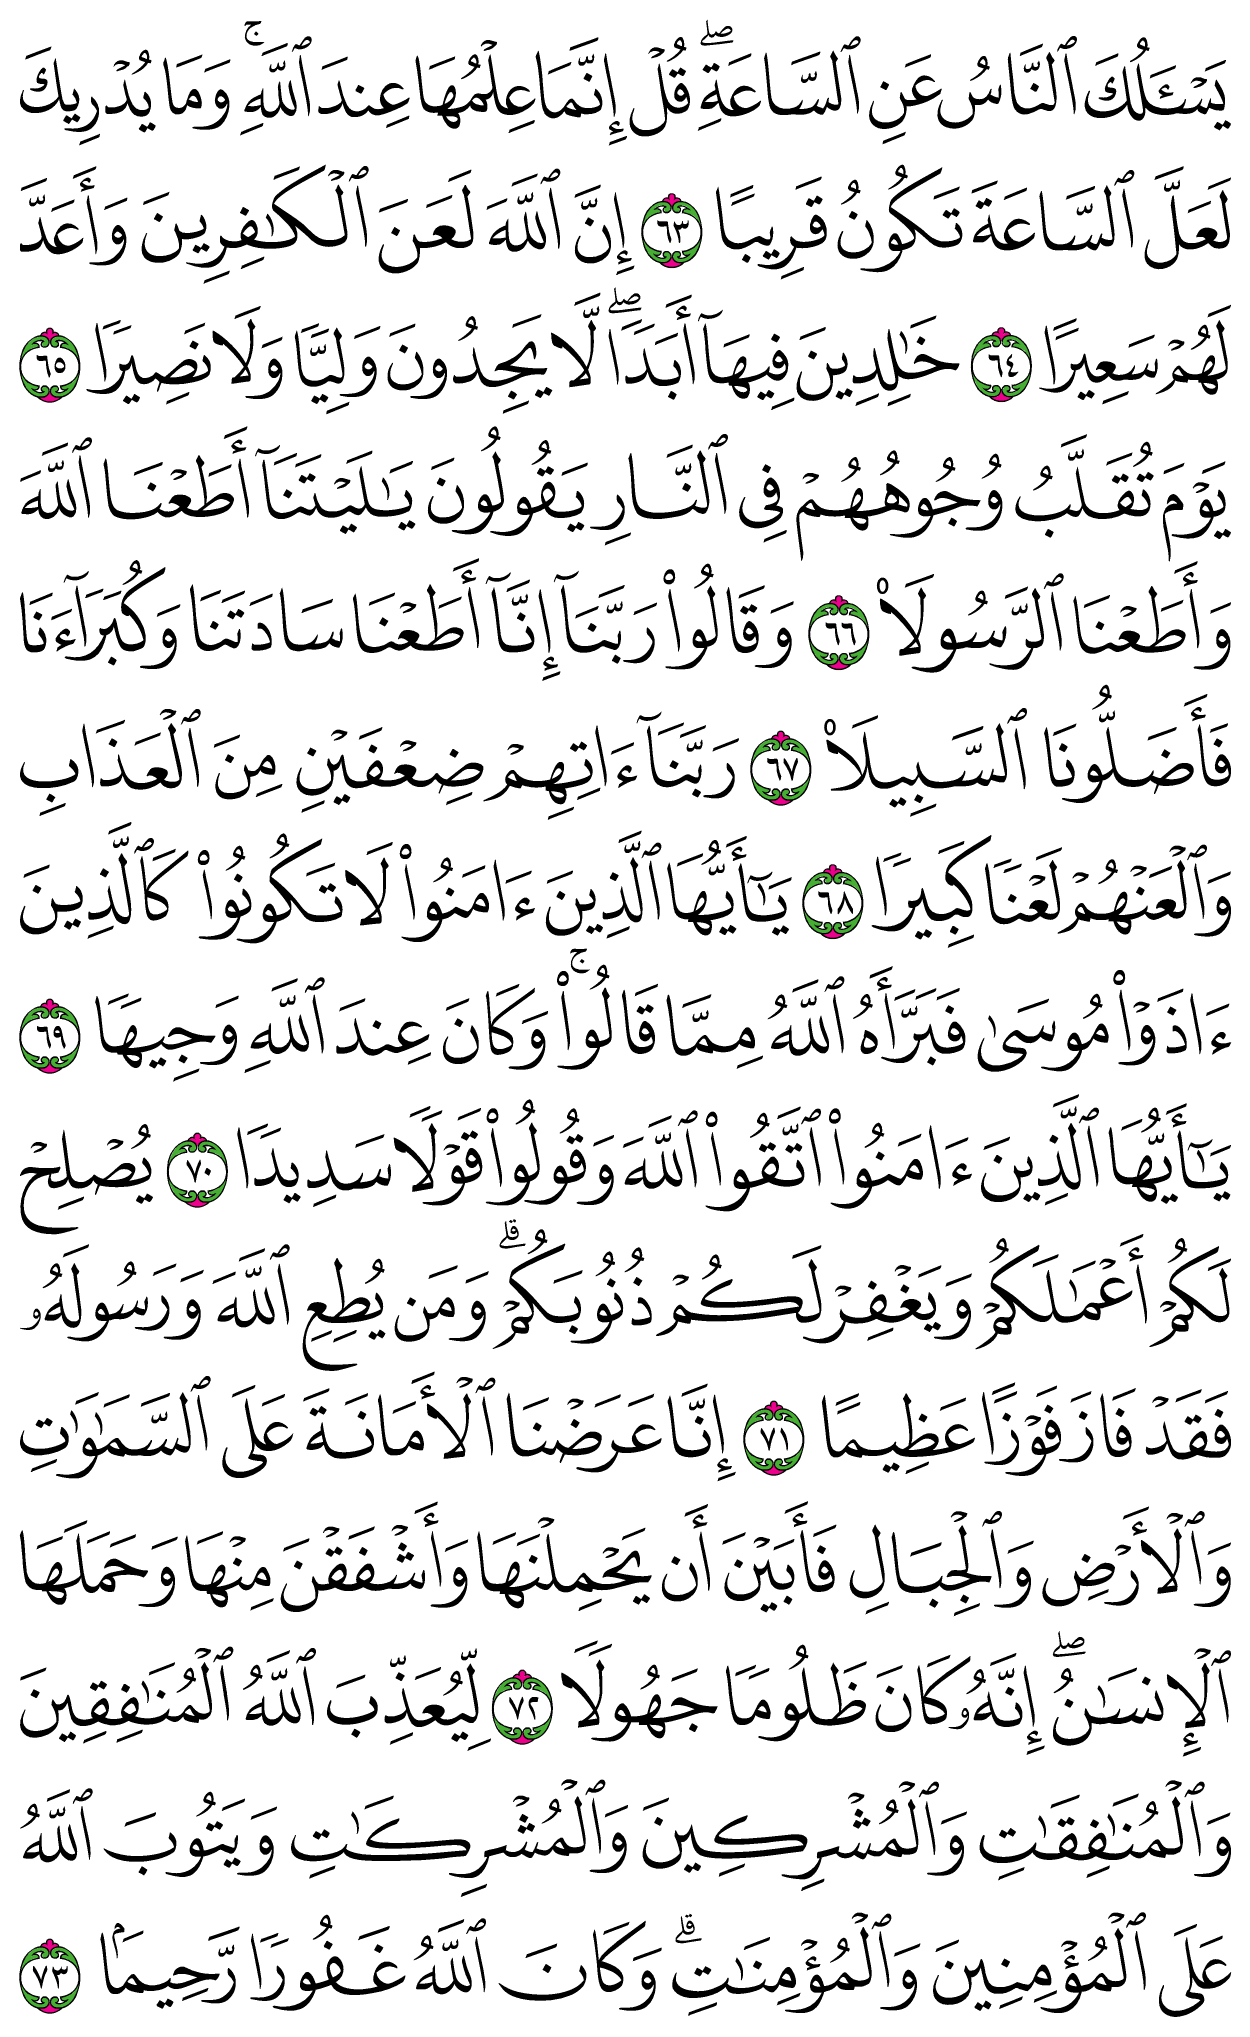 يَسْـَٔلُكَ ٱلنَّاسُ عَنِ ٱلسَّاعَةِۖ قُلْ إِنَّمَا عِلْمُهَا عِندَ ٱللَّهِۚ وَمَا يُدْرِيكَ
لَعَلَّ ٱلسَّاعَةَ تَكُونُ قَرِيبًا ٦٣ إِنَّ ٱللَّهَ لَعَنَ ٱلْكَـٰفِرِينَ وَأَعَدَّ
لَهُمْ سَعِيرًا ٦٤ خَـٰلِدِينَ فِيهَآ أَبَدًاۖ لَّا يَجِدُونَ وَلِيًّا وَلَا نَصِيرًا ٦٥
يَوْمَ تُقَلَّبُ وُجُوهُهُمْ فِى ٱلنَّارِ يَقُولُونَ يَـٰلَيْتَنَآ أَطَعْنَا ٱللَّهَ
وَأَطَعْنَا ٱلرَّسُولَا۠ ٦٦ وَقَالُوا۟ رَبَّنَآ إِنَّآ أَطَعْنَا سَادَتَنَا وَكُبَرَآءَنَا
فَأَضَلُّونَا ٱلسَّبِيلَا۠ ٦٧ رَبَّنَآ ءَاتِهِمْ ضِعْفَيْنِ مِنَ ٱلْعَذَابِ
وَٱلْعَنْهُمْ لَعْنًا كَبِيرًا ٦٨ يَـٰٓأَيُّهَا ٱلَّذِينَ ءَامَنُوا۟ لَا تَكُونُوا۟ كَٱلَّذِينَ
ءَاذَوْا۟ مُوسَىٰ فَبَرَّأَهُ ٱللَّهُ مِمَّا قَالُوا۟ۚ وَكَانَ عِندَ ٱللَّهِ وَجِيهًا ٦٩
يَـٰٓأَيُّهَا ٱلَّذِينَ ءَامَنُوا۟ ٱتَّقُوا۟ ٱللَّهَ وَقُولُوا۟ قَوْلًا سَدِيدًا ٧٠ يُصْلِحْ
لَكُمْ أَعْمَـٰلَكُمْ وَيَغْفِرْ لَكُمْ ذُنُوبَكُمْۗ وَمَن يُطِعِ ٱللَّهَ وَرَسُولَهُۥ
فَقَدْ فَازَ فَوْزًا عَظِيمًا ٧١ إِنَّا عَرَضْنَا ٱلْأَمَانَةَ عَلَى ٱلسَّمَـٰوَٰتِ
وَٱلْأَرْضِ وَٱلْجِبَالِ فَأَبَيْنَ أَن يَحْمِلْنَهَا وَأَشْفَقْنَ مِنْهَا وَحَمَلَهَا
ٱلْإِنسَـٰنُۖ إِنَّهُۥ كَانَ ظَلُومًا جَهُولًا ٧٢ لِّيُعَذِّبَ ٱللَّهُ ٱلْمُنَـٰفِقِينَ
وَٱلْمُنَـٰفِقَـٰتِ وَٱلْمُشْرِكِينَ وَٱلْمُشْرِكَـٰتِ وَيَتُوبَ ٱللَّهُ
عَلَى ٱلْمُؤْمِنِينَ وَٱلْمُؤْمِنَـٰتِۗ وَكَانَ ٱللَّهُ غَفُورًا رَّحِيمًۢا ٧٣